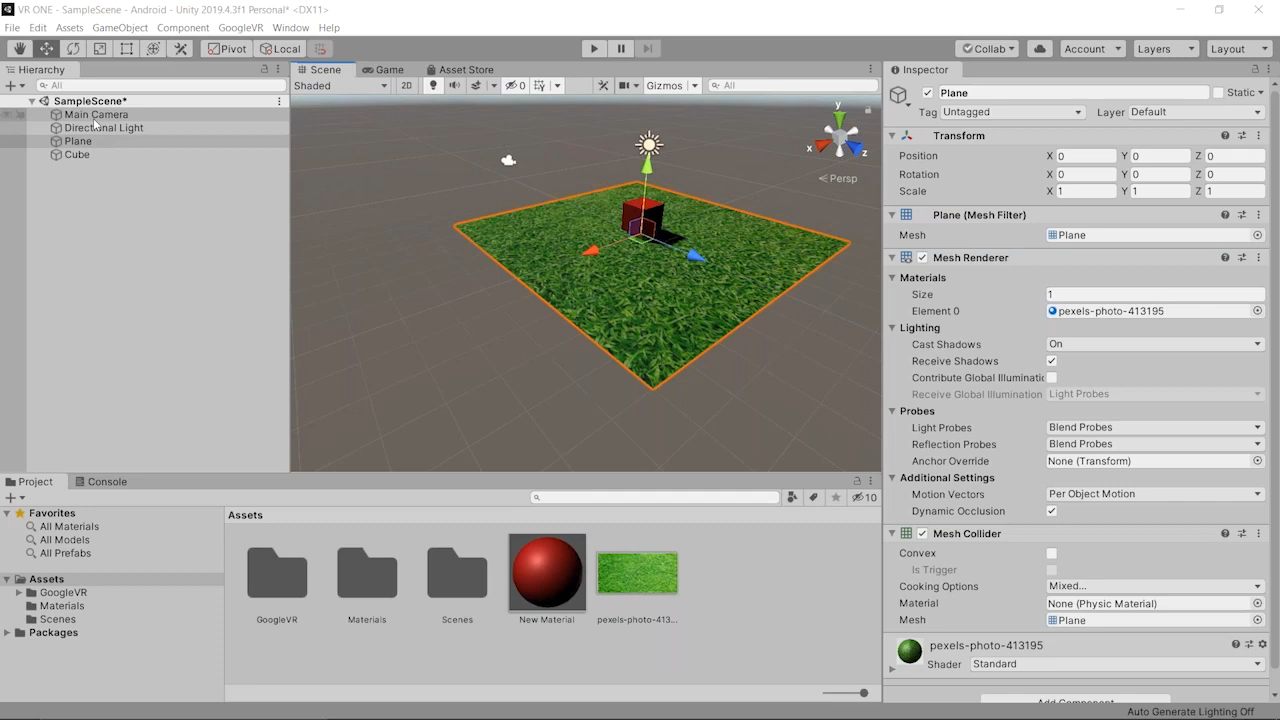 VR ONE - SampleScene - Android - Unity 2019.4.3f1 Personal* <DX11>
File Edit Assets GameObject Component GoogleVR Window Help
Pivot Local Collab Account Layers Layout
Hierarchy
All
SampleScene*
Main Camera
Directional Light
Plane
Cube
Scene Game Asset Store
Shaded 2D 0 Gizmos All
y
x
z
Persp
Inspector
Plane Static
Tag Untagged Layer Default
Transform
Position X 0 Y 0 Z 0
Rotation X 0 Y 0 Z 0
Scale X 1 Y 1 Z 1
Plane (Mesh Filter)
Mesh Plane
Mesh Renderer
Materials
Size 1
Element 0 pexels-photo-413195
Lighting
Cast Shadows On
Receive Shadows
Contribute Global Illuminatic
Receive Global Illumination Light Probes
Probes
Light Probes Blend Probes
Reflection Probes Blend Probes
Anchor Override None (Transform)
Additional Settings
Motion Vectors Per Object Motion
Dynamic Occlusion
Mesh Collider
Convex
Is Trigger
Cooking Options Mixed...
Material None (Physic Material)
Mesh Plane
pexels-photo-413195
Shader Standard
Add Component
Project Console
10
Favorites
All Materials
All Models
All Prefabs
Assets
GoogleVR
Materials
Scenes
Packages
Assets
GoogleVR Materials Scenes New Material pexels-photo-413...
Auto Generate Lighting Off